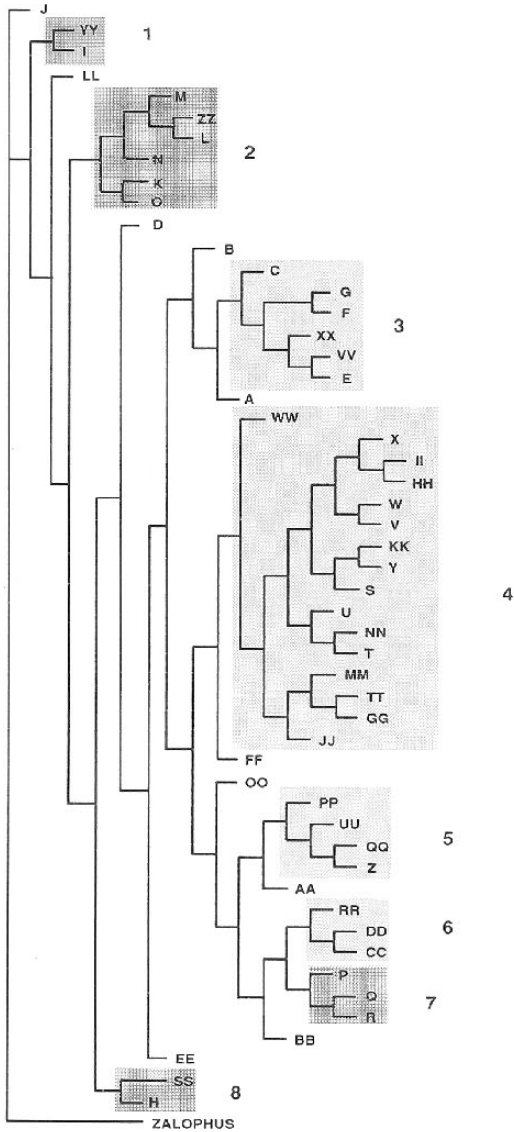 J
YY
1
I
LL
M
ZZ
L
2
N
K
O
D
B
C
G
F
3
XX
VV
E
A
WW
X
II
HH
W
V
KK
Y
S
4
U
NN
T
MM
TT
GG
JJ
FF
OO
PP
UU
5
QQ
Z
AA
RR
6
DD
CC
P
Q
7
R
BB
EE
SS
8
H
ZALOPHUS